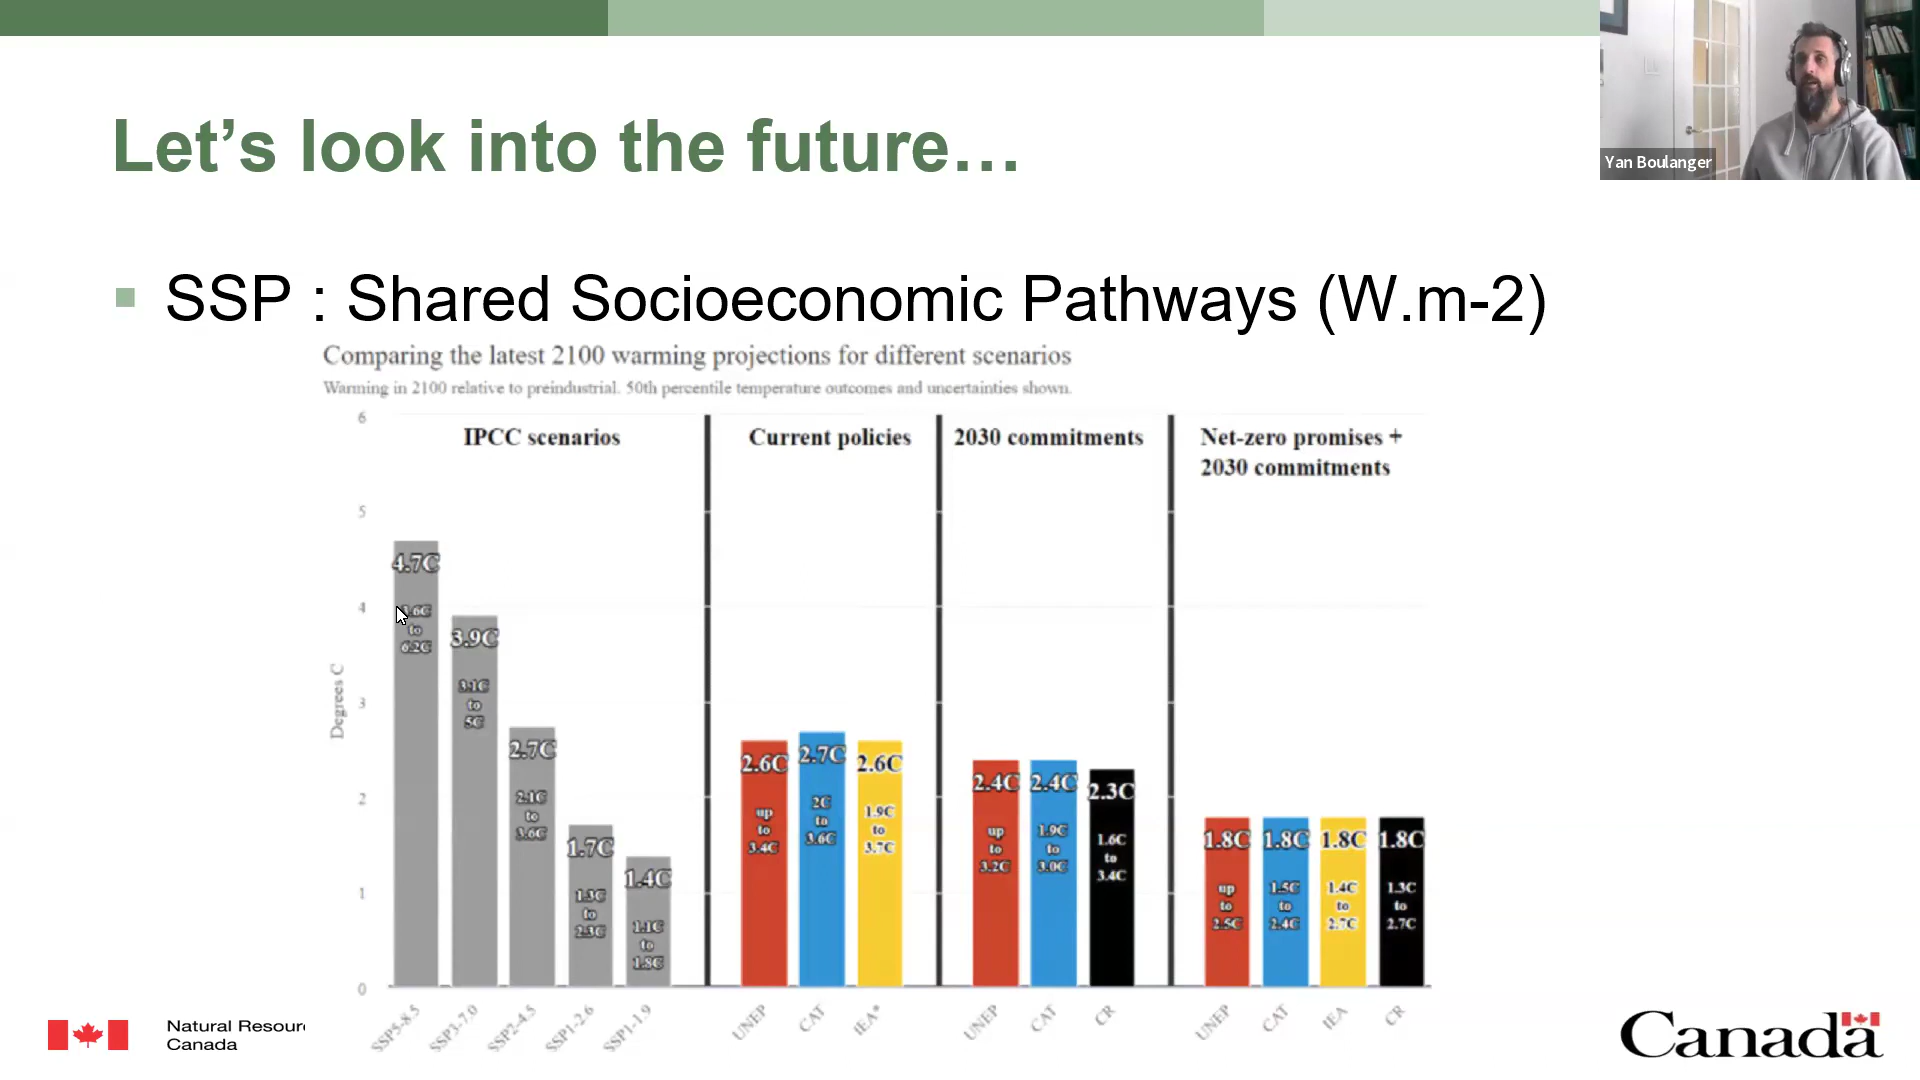 Let’s look into the future…
Yan Boulanger
SSP : Shared Socioeconomic Pathways (W.m-2)
Comparing the latest 2100 warming projections for different scenarios
Warming in 2100 relative to preindustrial. 50th percentile temperature outcomes and uncertainties shown.
IPCC scenarios
Current policies
2030 commitments
Net-zero promises +
2030 commitments
Degrees C
6
5
4
3
2
1
0
4.7C
to
6.2C
3.9C
3.1C
to
5C
2.7C
2.1C
to
3.6C
1.7C
1.3C
to
2.3C
1.4C
1.1C
to
1.8C
2.6C
up
to
3.4C
2.7C
2C
to
3.6C
2.6C
1.9C
to
3.7C
2.4C
up
to
3.2C
2.4C
1.9C
to
3.0C
2.3C
1.6C
to
3.4C
1.8C
up
to
2.5C
1.8C
1.5C
to
2.4C
1.8C
1.4C
to
2.7C
1.8C
1.3C
to
2.7C
SSP5-8.5
SSP3-7.0
SSP2-4.5
SSP1-2.6
SSP1-1.9
UNEP
CAT
IEA*
UNEP
CAT
CR
UNEP
CAT
IEA
CR
Natural Resour
Canada
Canada